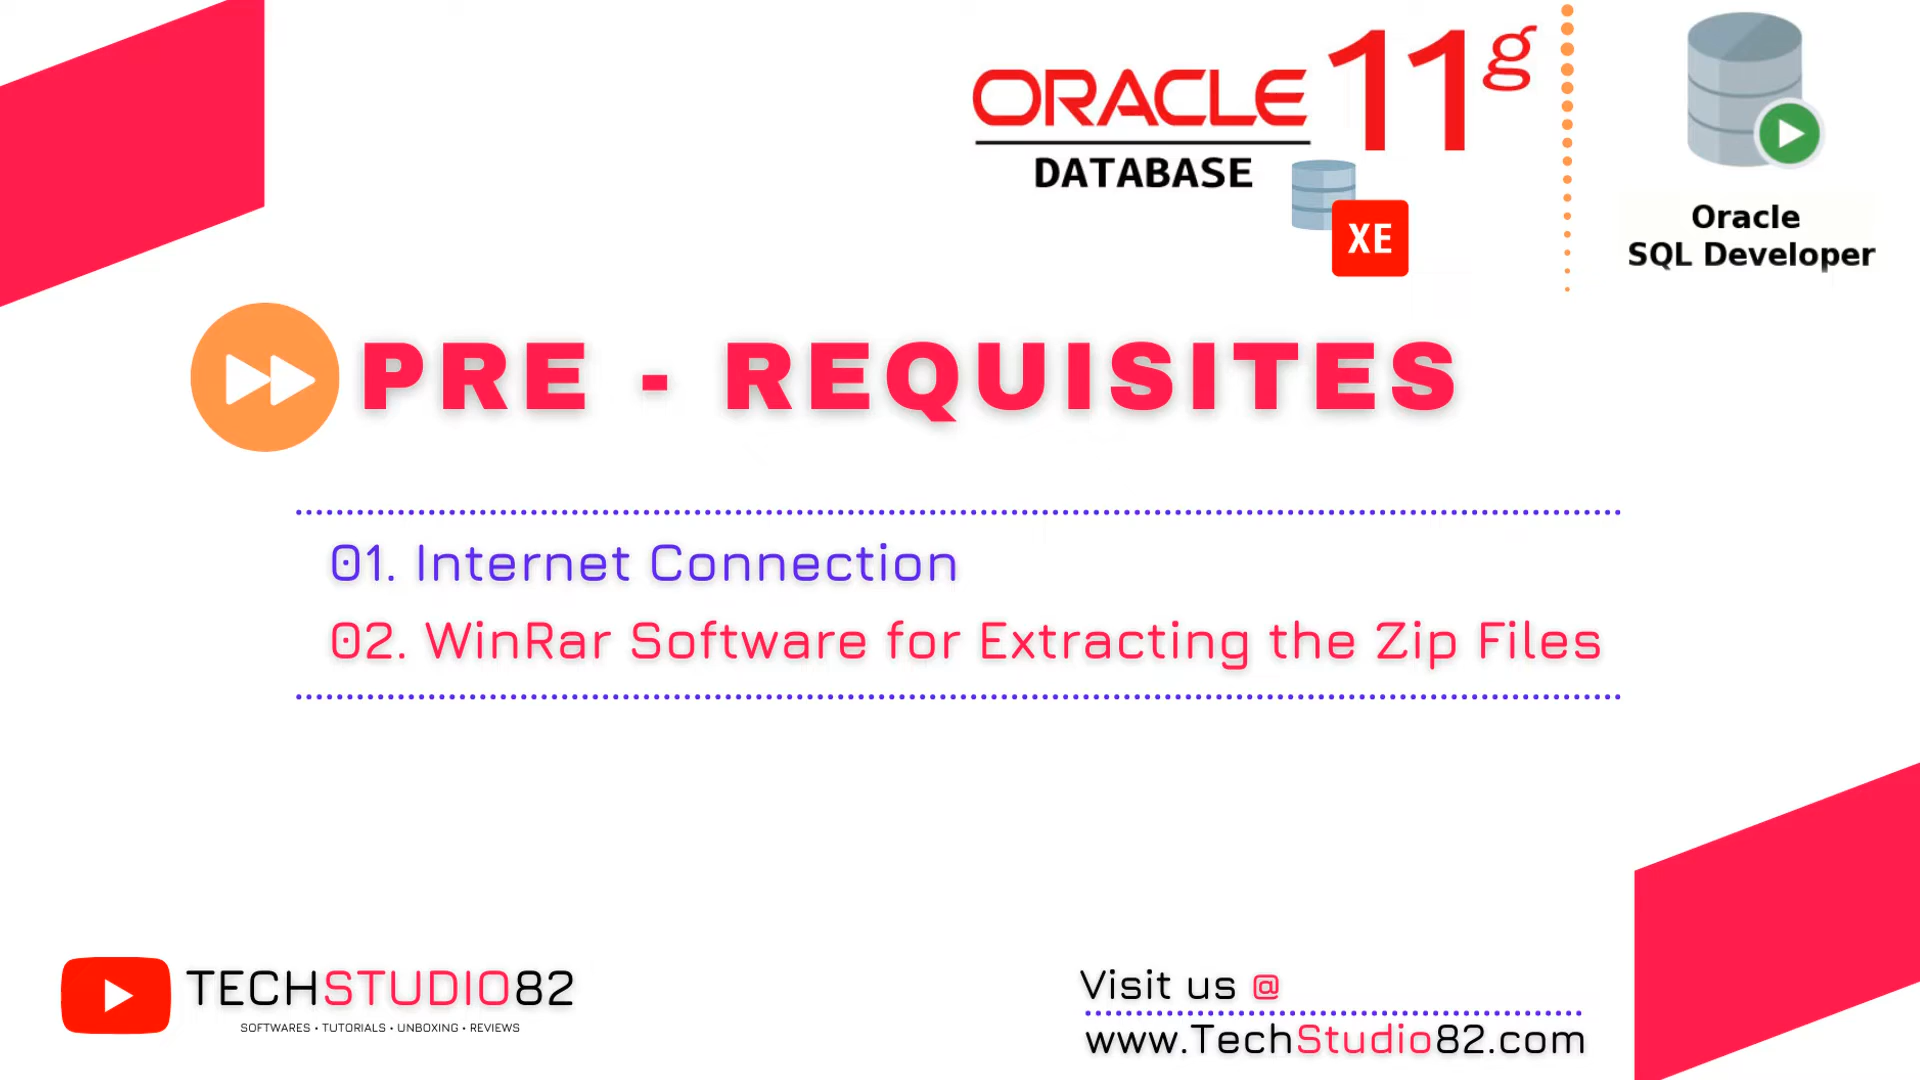 ORACLE 11g
DATABASE
XE
Oracle
SQL Developer
PRE - REQUISITES
01. Internet Connection
02. WinRar Software for Extracting the Zip Files
TECHSTUDIO82
SOFTWARES • TUTORIALS • UNBOXING • REVIEWS
Visit us @
www.TechStudio82.com